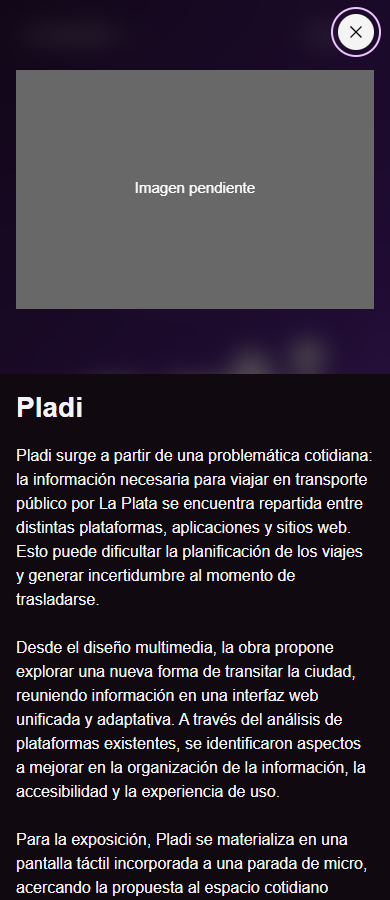 Imagen pendiente
Pladi
Pladi surge a partir de una problemática cotidiana:
la información necesaria para viajar en transporte
público por La Plata se encuentra repartida entre
distintas plataformas, aplicaciones y sitios web.
Esto puede dificultar la planificación de los viajes
y generar incertidumbre al momento de
trasladarse.
Desde el diseño multimedia, la obra propone
explorar una nueva forma de transitar la ciudad,
reuniendo información en una interfaz web
unificada y adaptativa. A través del análisis de
plataformas existentes, se identificaron aspectos
a mejorar en la organización de la información, la
accesibilidad y la experiencia de uso.
Para la exposición, Pladi se materializa en una
pantalla táctil incorporada a una parada de micro,
acercando la propuesta al espacio cotidiano